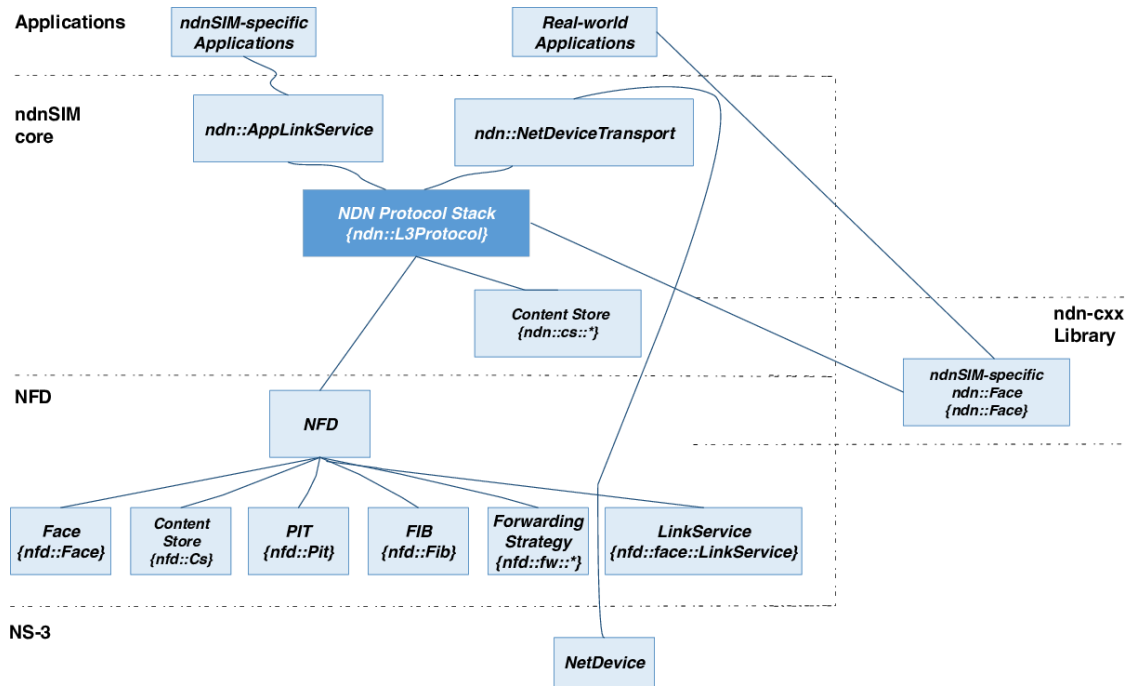 Applications
ndnSIM-specific
Applications
Real-world
Applications
ndnSIM
core
ndn::AppLinkService
ndn::NetDeviceTransport
NDN Protocol Stack
{ndn::L3Protocol}
Content Store
{ndn::cs::*}
ndn-cxx
Library
ndnSIM-specific
ndn::Face
{ndn::Face}
NFD
NFD
Face
{nfd::Face}
Content
Store
{nfd::Cs}
PIT
{nfd::Pit}
FIB
{nfd::Fib}
Forwarding
Strategy
{nfd::fw::*}
LinkService
{nfd::face::LinkService}
NS-3
NetDevice